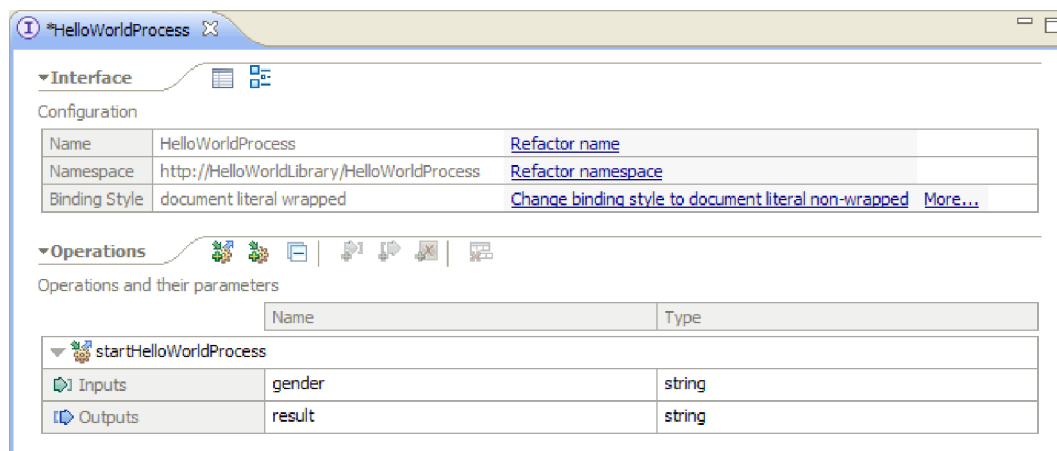 *HelloWorldProcess
Interface
Configuration
Name HelloWorldProcess Refactor name
Namespace http://HelloWorldLibrary/HelloWorldProcess Refactor namespace
Binding Style document literal wrapped Change binding style to document literal non-wrapped More...
Operations
Operations and their parameters
Name Type
startHelloWorldProcess
Inputs gender string
Outputs result string